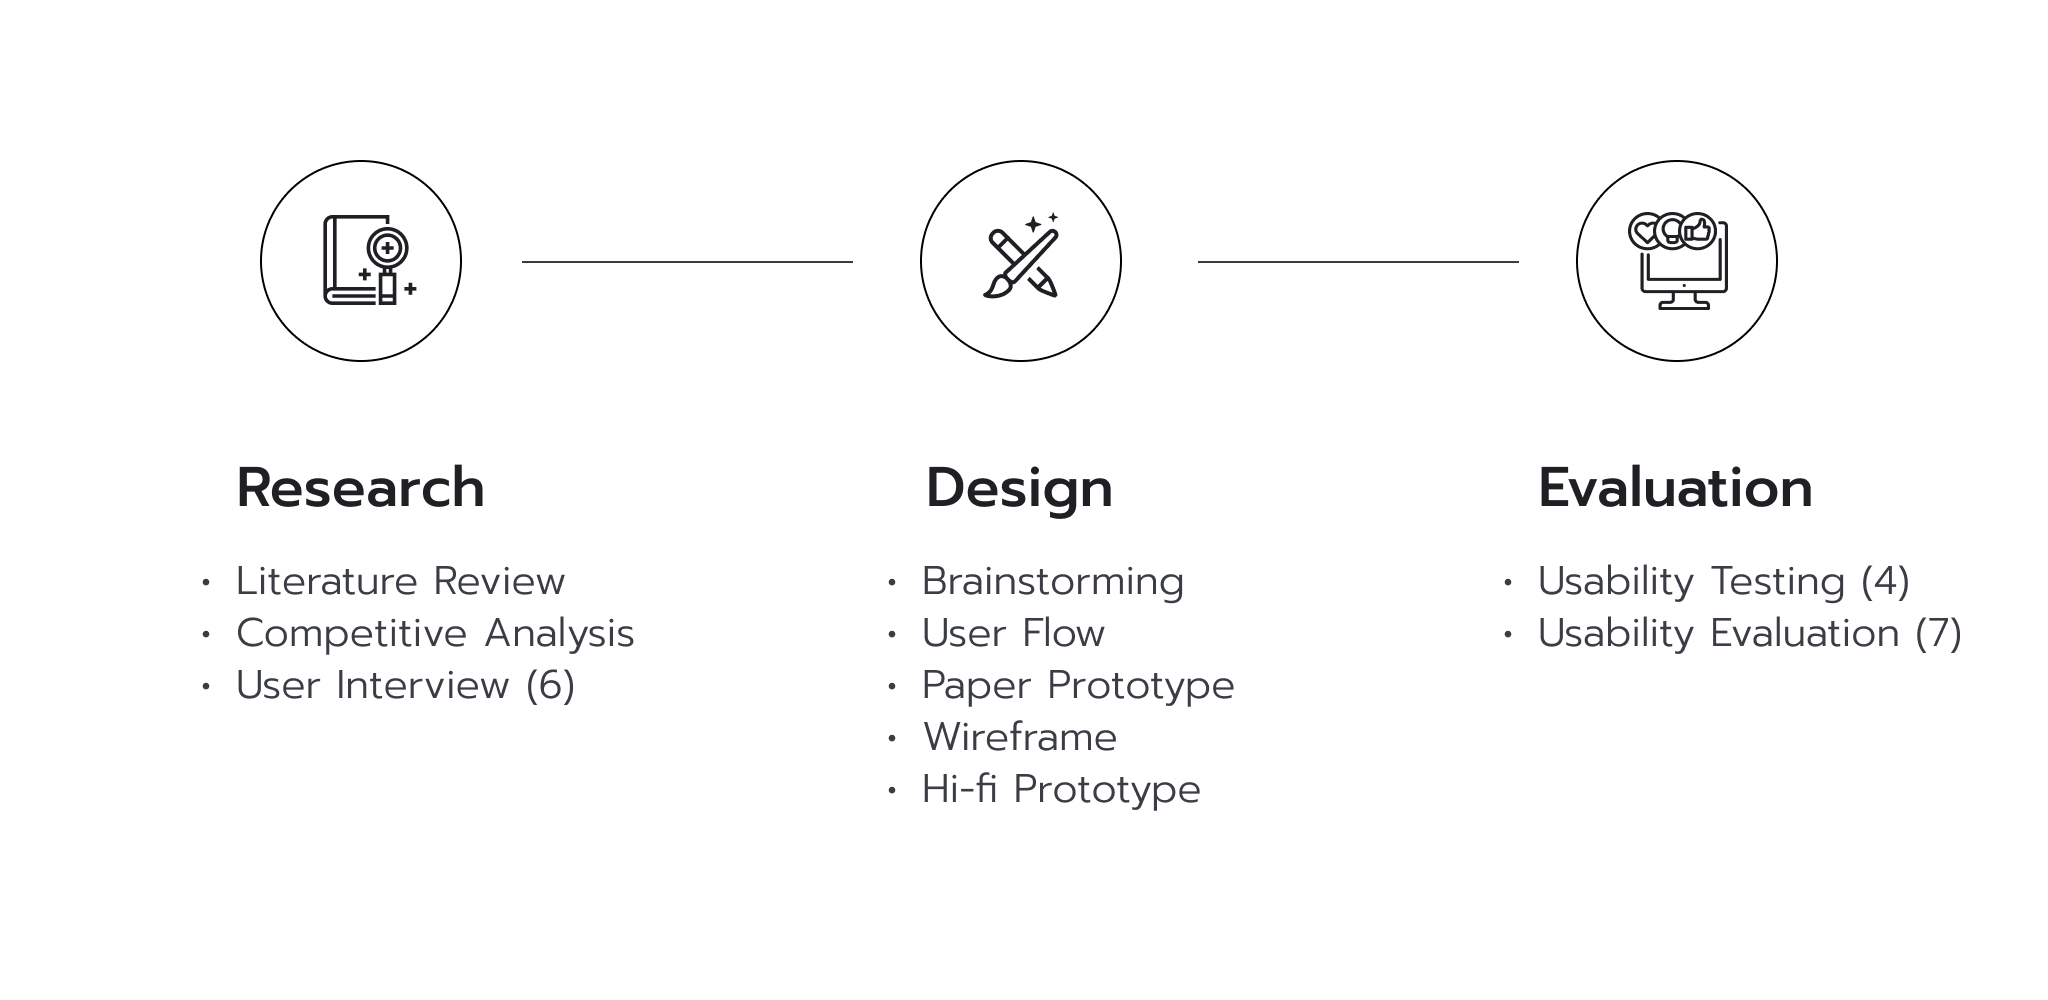 Research
• Literature Review
• Competitive Analysis
• User Interview (6)
Design
• Brainstorming
• User Flow
• Paper Prototype
• Wireframe
• Hi-fi Prototype
Evaluation
• Usability Testing (4)
• Usability Evaluation (7)